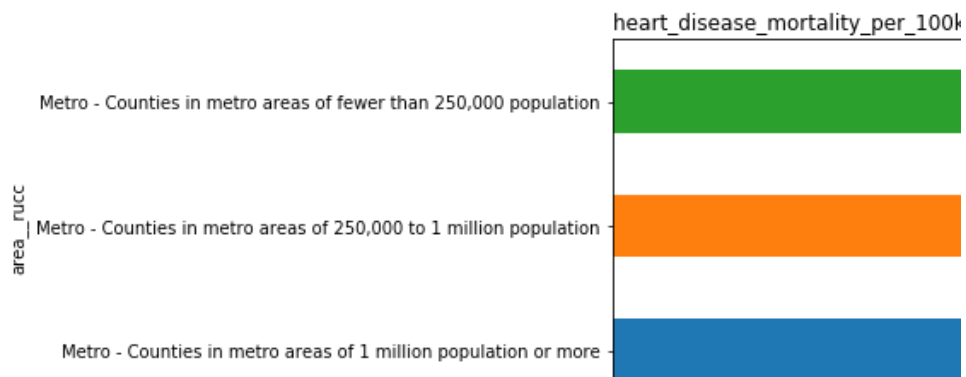 heart_disease_mortality_per_100k
Metro - Counties in metro areas of fewer than 250,000 population
area__rucc
Metro - Counties in metro areas of 250,000 to 1 million population
Metro - Counties in metro areas of 1 million population or more